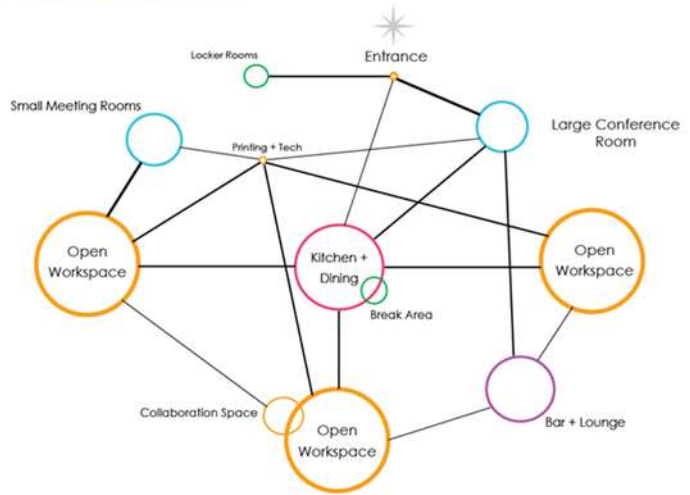 Locker Rooms
Entrance
Small Meeting Rooms
Large Conference
Room
Printing + Tech
Open
Workspace
Kitchen +
Dining
Open
Workspace
Break Area
Collaboration Space
Open
Workspace
Bar + Lounge